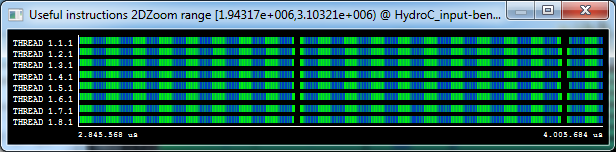 Useful instructions 2DZoom range [1.94317e+006,3.10321e+006) @ HydroC_input-ben...
THREAD 1.1.1
THREAD 1.2.1
THREAD 1.3.1
THREAD 1.4.1
THREAD 1.5.1
THREAD 1.6.1
THREAD 1.7.1
THREAD 1.8.1
2.845.568 us 4.005.684 us